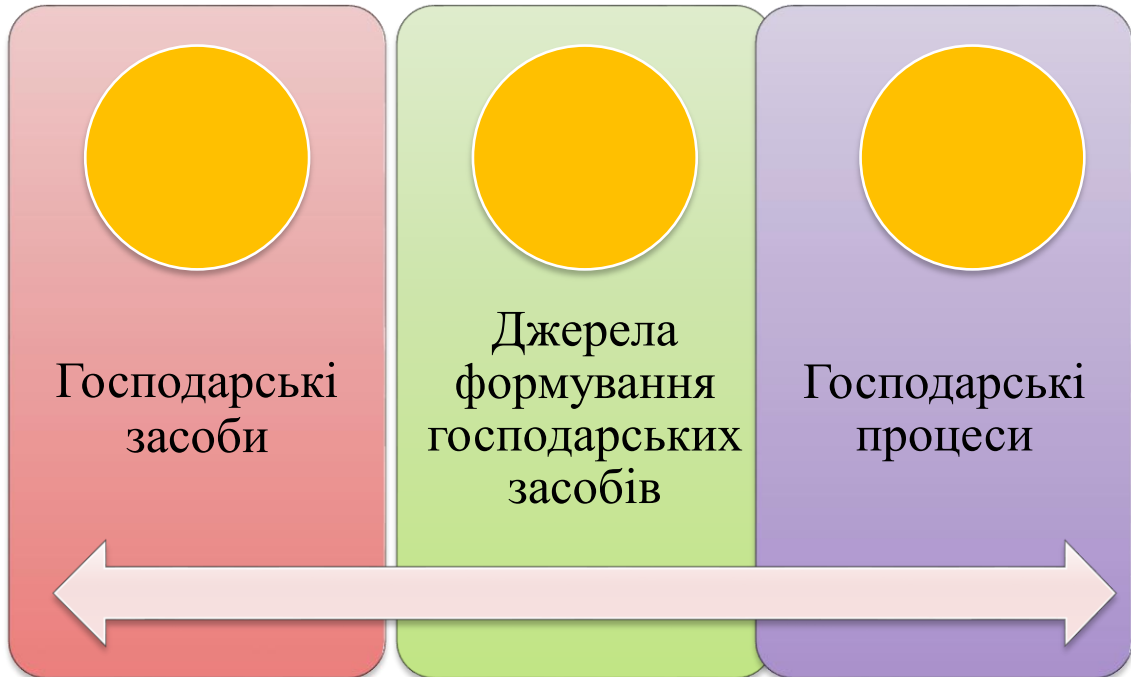 Господарські
засоби
Джерела
формування
господарських
засобів
Господарські
процеси